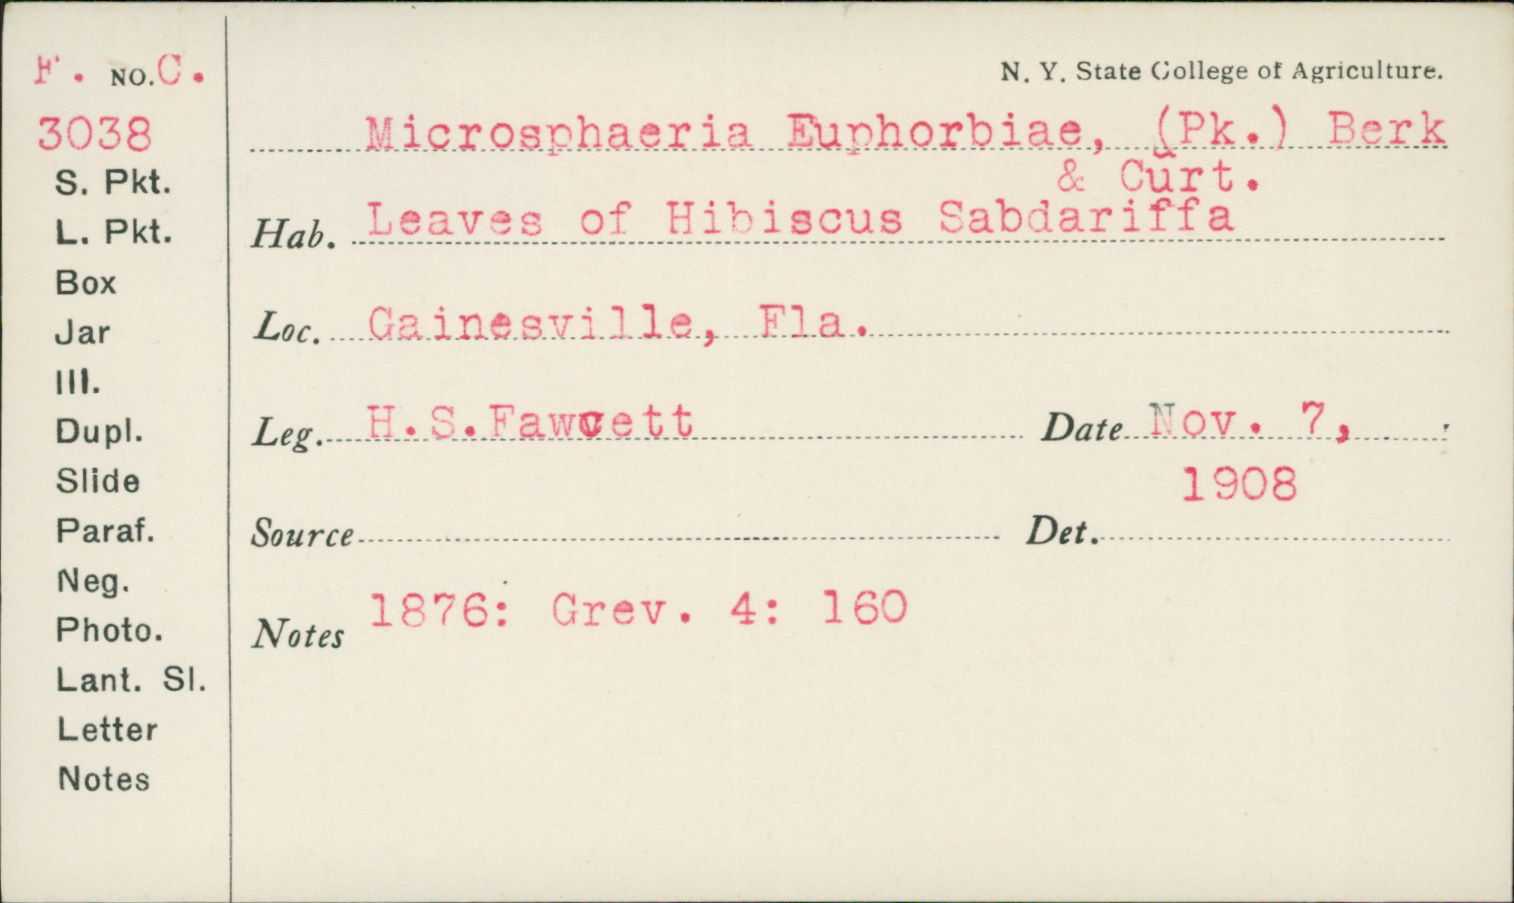 F. NO. C.
3038
S. Pkt.
L. Pkt.
Box
Jar
Ill.
Dupl.
Slide
Paraf.
Neg.
Photo.
Lant. Sl.
Letter
Notes
N. Y. State College of Agriculture.
Microsphaeria Euphorbiae, (Pk.) Berk
& Curt.
Hab. Leaves of Hibiscus Sabdariffa
Loc. Gainesville, Fla.
Leg. H.S.Fawcett Date Nov. 7,
1908
Source Det.
Notes 1876: Grev. 4: 160